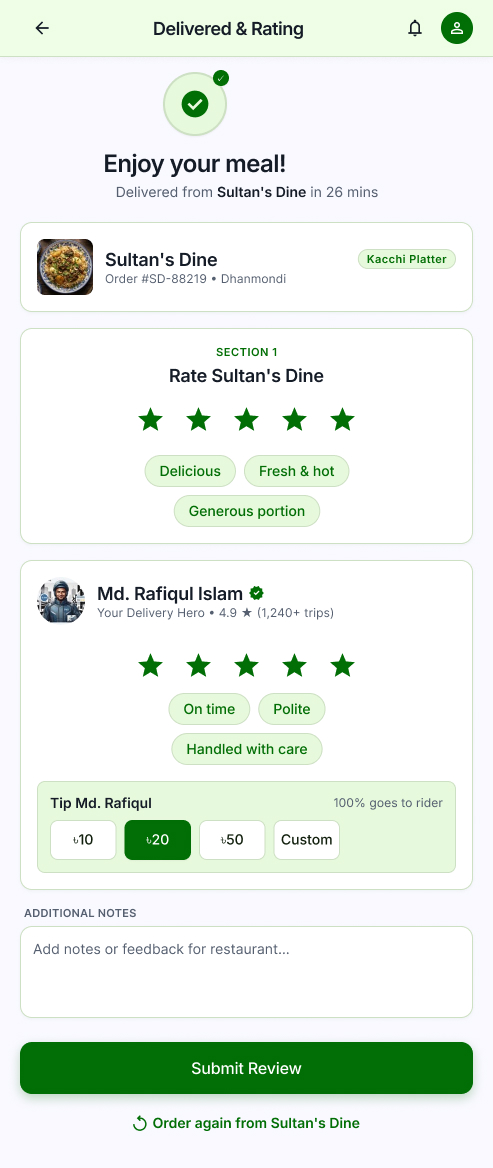 Delivered & Rating
Enjoy your meal!
Delivered from Sultan's Dine in 26 mins
Sultan's Dine
Kacchi Platter
Order #SD-88219 • Dhanmondi
SECTION 1
Rate Sultan's Dine
Delicious
Fresh & hot
Generous portion
Md. Rafiqul Islam
Your Delivery Hero • 4.9 ★ (1,240+ trips)
On time
Polite
Handled with care
Tip Md. Rafiqul
100% goes to rider
৳10
৳20
৳50
Custom
ADDITIONAL NOTES
Add notes or feedback for restaurant...
Submit Review
Order again from Sultan's Dine